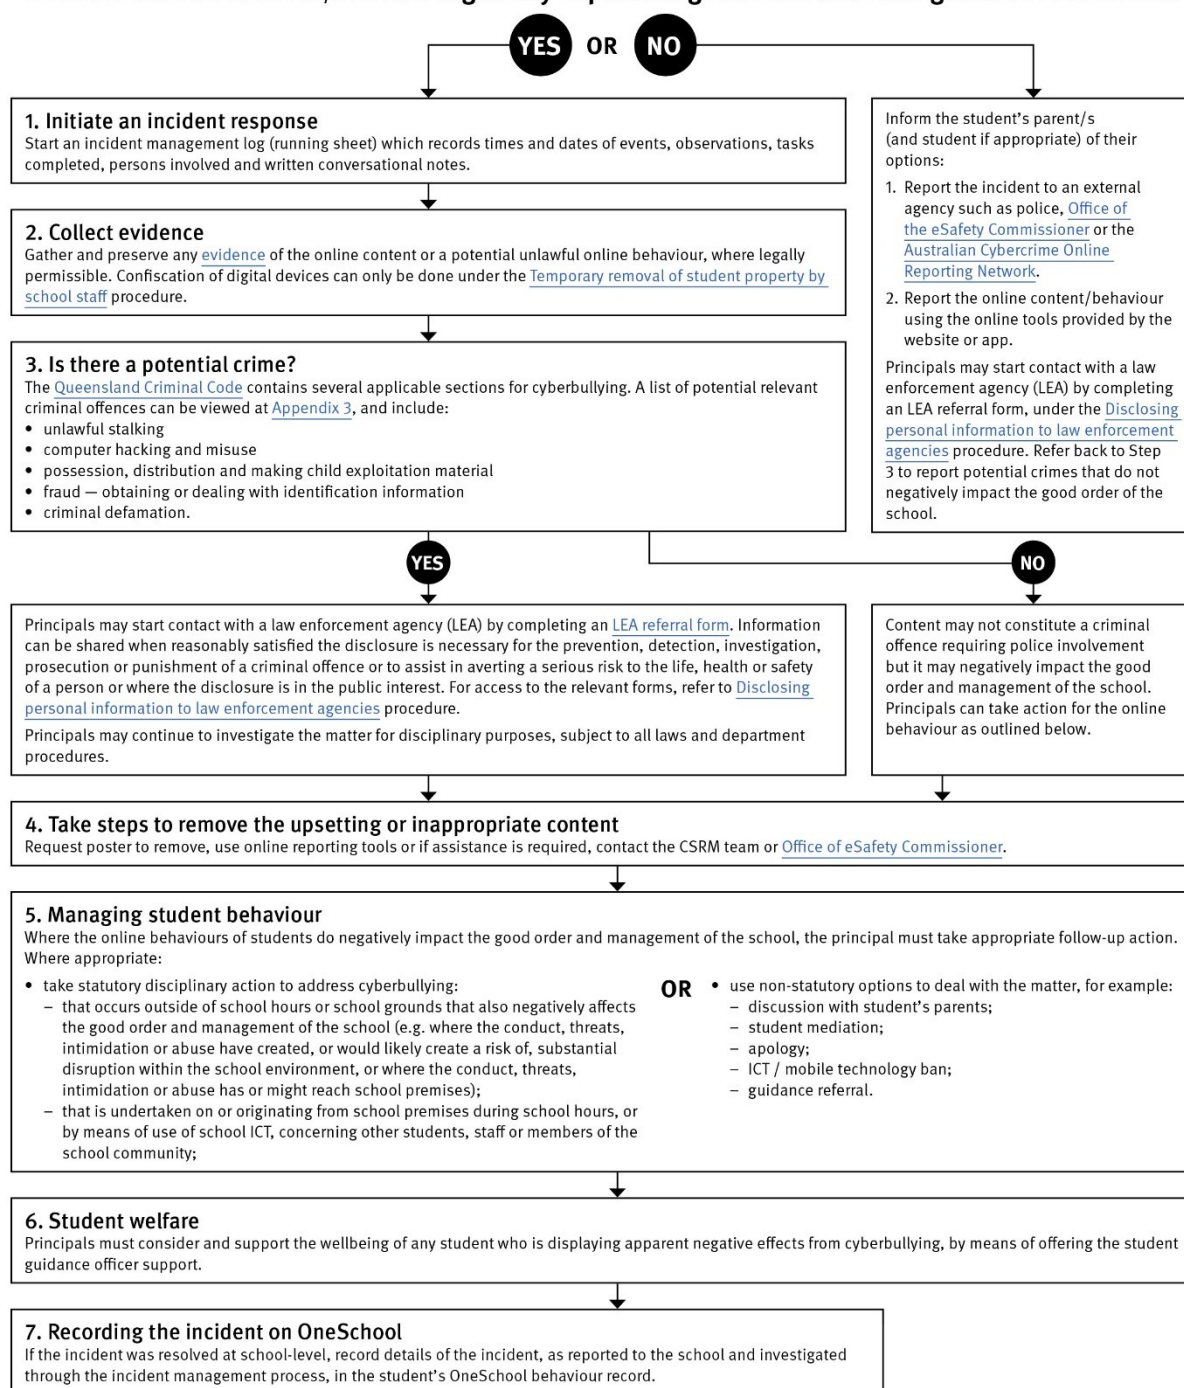 YES OR NO
1. Initiate an incident response
Start an incident management log (running sheet) which records times and dates of events, observations, tasks
completed, persons involved and written conversational notes.
2. Collect evidence
Gather and preserve any evidence of the online content or a potential unlawful online behaviour, where legally
permissible. Confiscation of digital devices can only be done under the Temporary removal of student property by
school staff procedure.
3. Is there a potential crime?
The Queensland Criminal Code contains several applicable sections for cyberbullying. A list of potential relevant
criminal offences can be viewed at Appendix 3, and include:
• unlawful stalking
• computer hacking and misuse
• possession, distribution and making child exploitation material
• fraud — obtaining or dealing with identification information
• criminal defamation.
Inform the student's parent/s
(and student if appropriate) of their
options:
1. Report the incident to an external
agency such as police, Office of
the eSafety Commissioner or the
Australian Cybercrime Online
Reporting Network.
2. Report the online content/behaviour
using the online tools provided by the
website or app.
Principals may start contact with a law
enforcement agency (LEA) by completing
an LEA referral form, under the Disclosing
personal information to law enforcement
agencies procedure. Refer back to Step
3 to report potential crimes that do not
negatively impact the good order of the
school.
YES
NO
Principals may start contact with a law enforcement agency (LEA) by completing an LEA referral form. Information
can be shared when reasonably satisfied the disclosure is necessary for the prevention, detection, investigation,
prosecution or punishment of a criminal offence or to assist in averting a serious risk to the life, health or safety
of a person or where the disclosure is in the public interest. For access to the relevant forms, refer to Disclosing
personal information to law enforcement agencies procedure.
Principals may continue to investigate the matter for disciplinary purposes, subject to all laws and department
procedures.
Content may not constitute a criminal
offence requiring police involvement
but it may negatively impact the good
order and management of the school.
Principals can take action for the online
behaviour as outlined below.
4. Take steps to remove the upsetting or inappropriate content
Request poster to remove, use online reporting tools or if assistance is required, contact the CSRM team or Office of eSafety Commissioner.
5. Managing student behaviour
Where the online behaviours of students do negatively impact the good order and management of the school, the principal must take appropriate follow-up action.
Where appropriate:
• take statutory disciplinary action to address cyberbullying:
– that occurs outside of school hours or school grounds that also negatively affects
the good order and management of the school (e.g. where the conduct, threats,
intimidation or abuse have created, or would likely create a risk of, substantial
disruption within the school environment, or where the conduct, threats,
intimidation or abuse has or might reach school premises);
– that is undertaken on or originating from school premises during school hours, or
by means of use of school ICT, concerning other students, staff or members of the
school community;
OR
• use non-statutory options to deal with the matter, for example:
– discussion with student's parents;
– student mediation;
– apology;
– ICT / mobile technology ban;
– guidance referral.
6. Student welfare
Principals must consider and support the wellbeing of any student who is displaying apparent negative effects from cyberbullying, by means of offering the student
guidance officer support.
7. Recording the incident on OneSchool
If the incident was resolved at school-level, record details of the incident, as reported to the school and investigated
through the incident management process, in the student's OneSchool behaviour record.